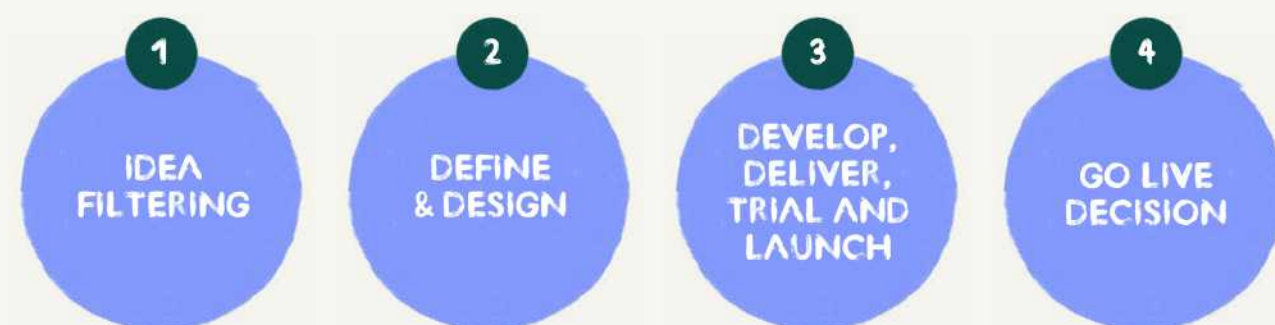 1
IDEA
FILTERING
2
DEFINE
& DESIGN
3
DEVELOP,
DELIVER,
TRIAL AND
LAUNCH
4
GO LIVE
DECISION